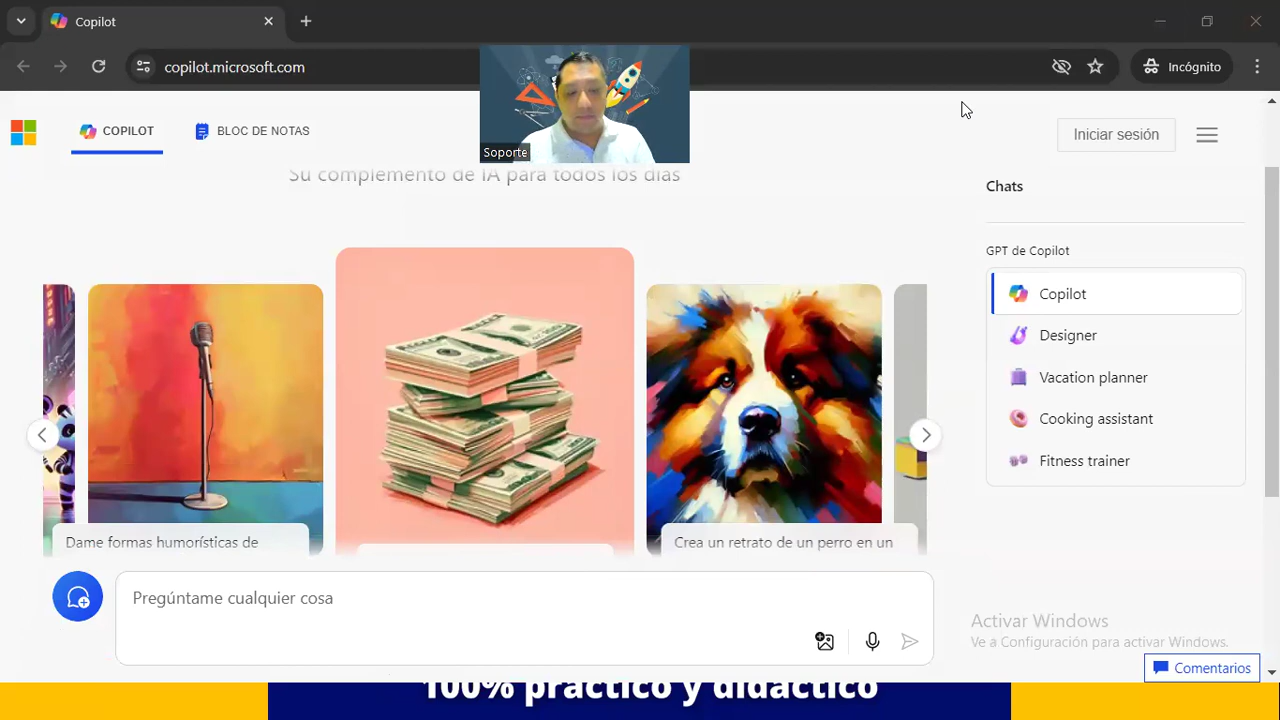 Copilot
copilot.microsoft.com
Incógnito
COPILOT
BLOC DE NOTAS
Iniciar sesión
Soporte
Su complemento de IA para todos los días
Chats
GPT de Copilot
Copilot
Designer
Vacation planner
Cooking assistant
Fitness trainer
Dame formas humorísticas de
Crea un retrato de un perro en un
Pregúntame cualquier cosa
Activar Windows
Ve a Configuración para activar Windows.
Comentarios
100% práctico y didáctico